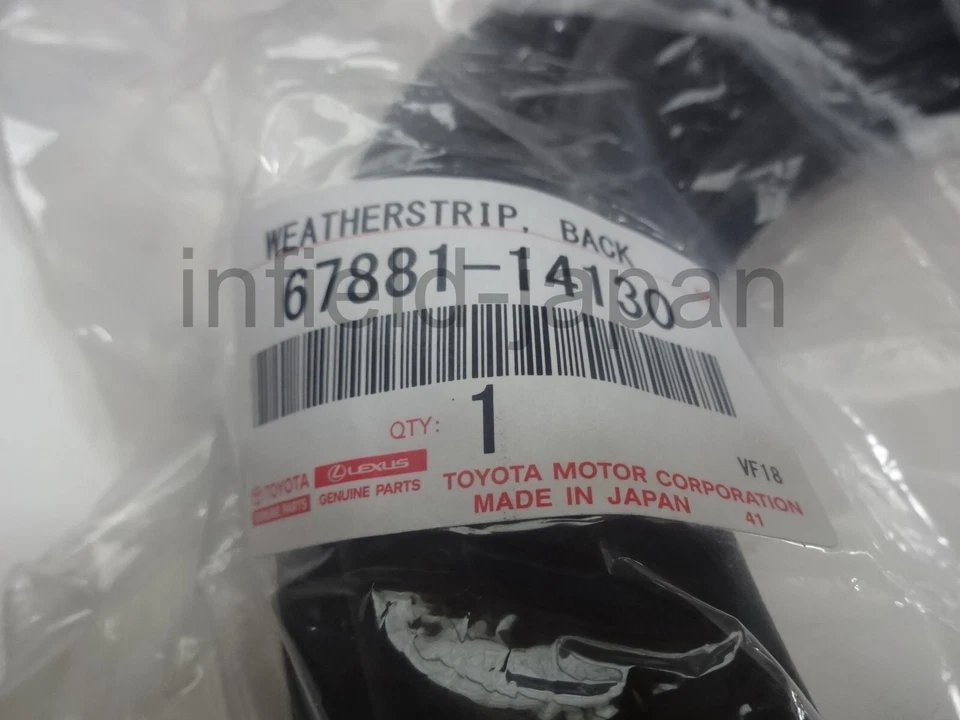 WEATHERSTRIP, BACK
67881-14130
infield-japan
QTY: 1
TOYOTA
GENUINE PARTS
LEXUS
GENUINE PARTS
TOYOTA MOTOR CORPORATION
MADE IN JAPAN
VF18
41